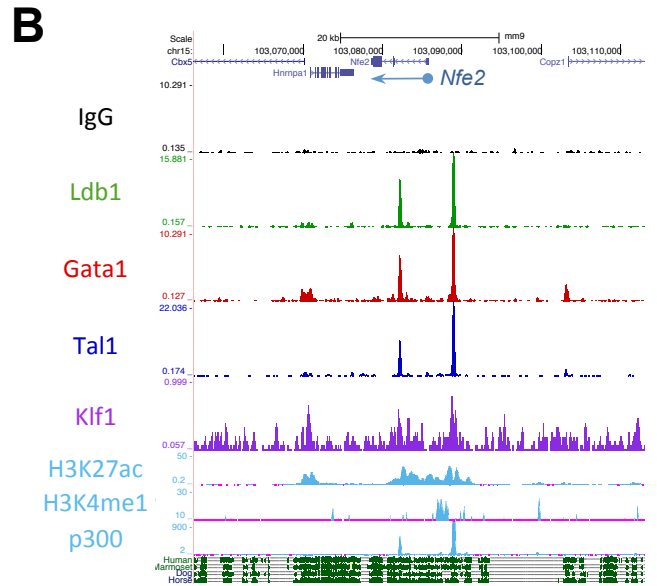 B
Scale 20 kb mm9
chr15: 103,070,000 103,080,000 103,090,000 103,100,000 103,110,000
Cbx5 Nfe2 Copz1
Hnrnpa1 Nfe2
10.291
IgG
0.135
15.881
Ldb1
0.157
10.291
Gata1
0.127
22.036
Tal1
0.174
0.999
Klf1
0.057
50
H3K27ac
0.2
30
H3K4me1
10
900
p300
2
Human
Marmoset
Dog
Horse